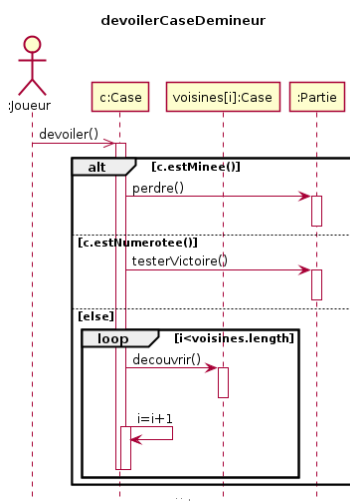 devoilerCaseDemineur
:Joueur
c:Case
voisines[i]:Case
:Partie
devoiler()
alt
[c.estMinee()]
perdre()
[c.estNumerotee()]
testerVictoire()
[else]
loop
[i<voisines.length]
decouvrir()
i=i+1